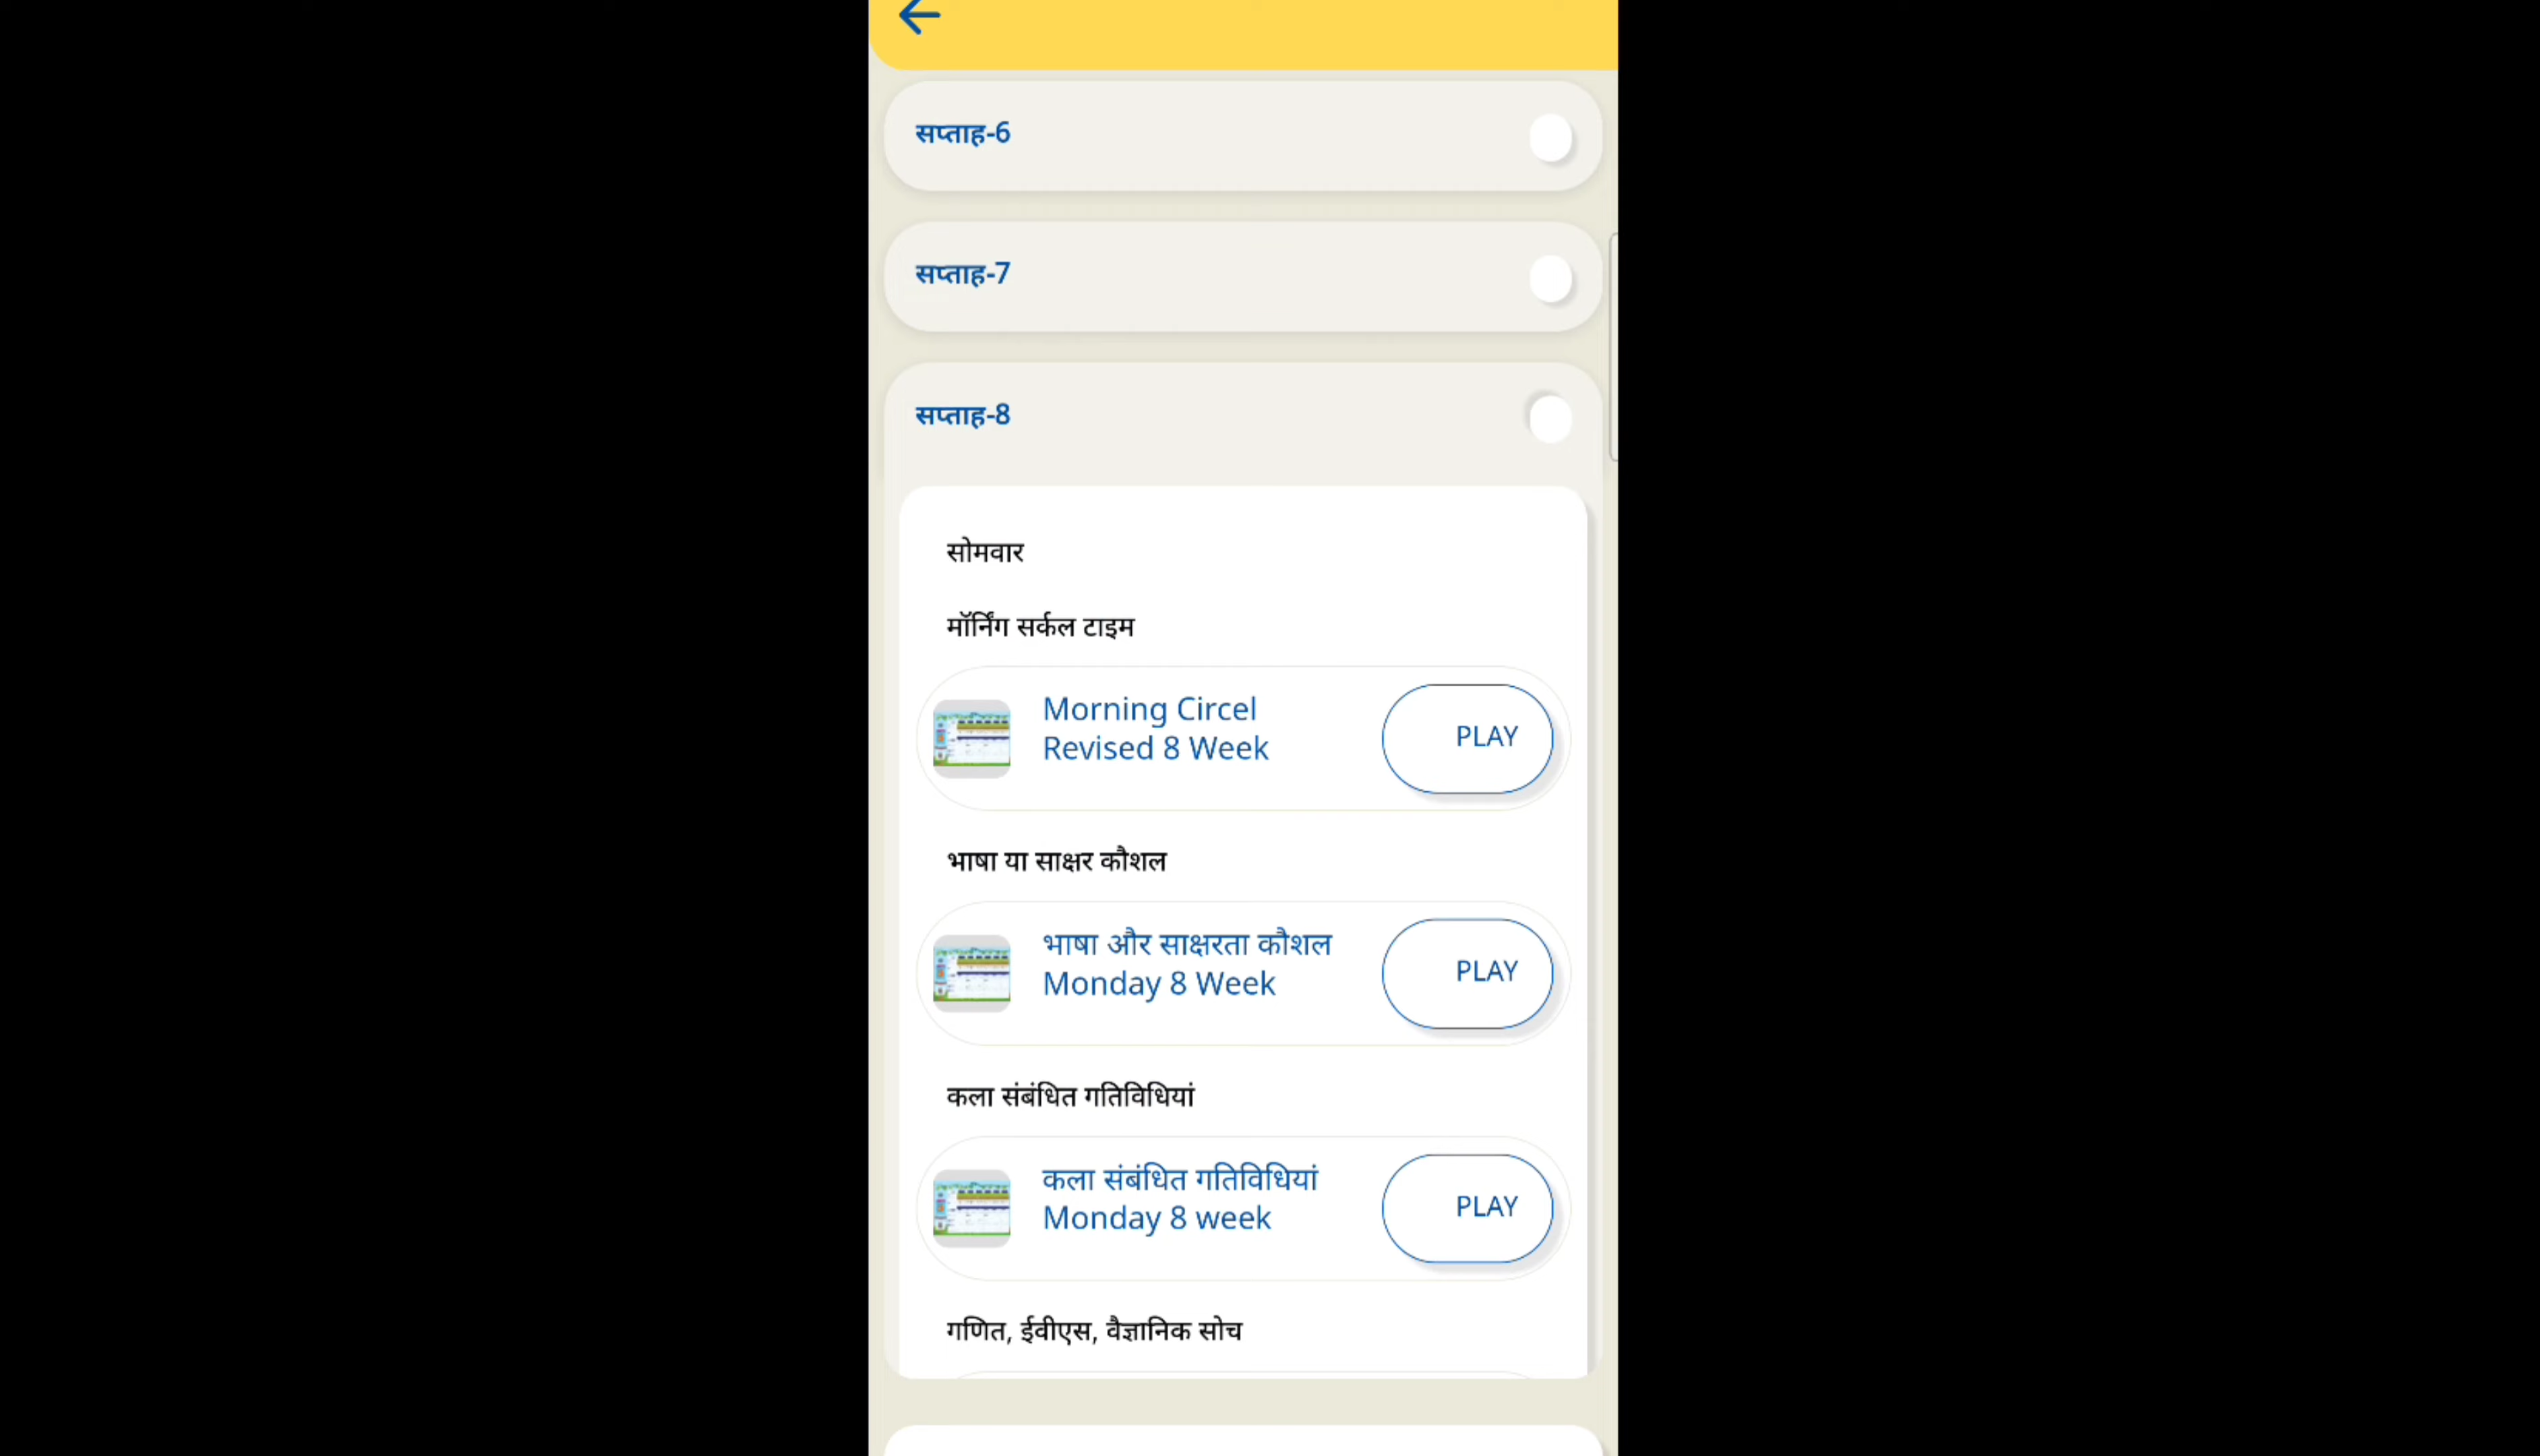 सप्ताह-6
सप्ताह-7
सप्ताह-8
सोमवार
मॉर्निंग सर्कल टाइम
Morning Circel
Revised 8 Week
PLAY
भाषा या साक्षर कौशल
भाषा और साक्षरता कौशल
Monday 8 Week
PLAY
कला संबंधित गतिविधियां
कला संबंधित गतिविधियां
Monday 8 week
PLAY
गणित, ईवीएस, वैज्ञानिक सोच